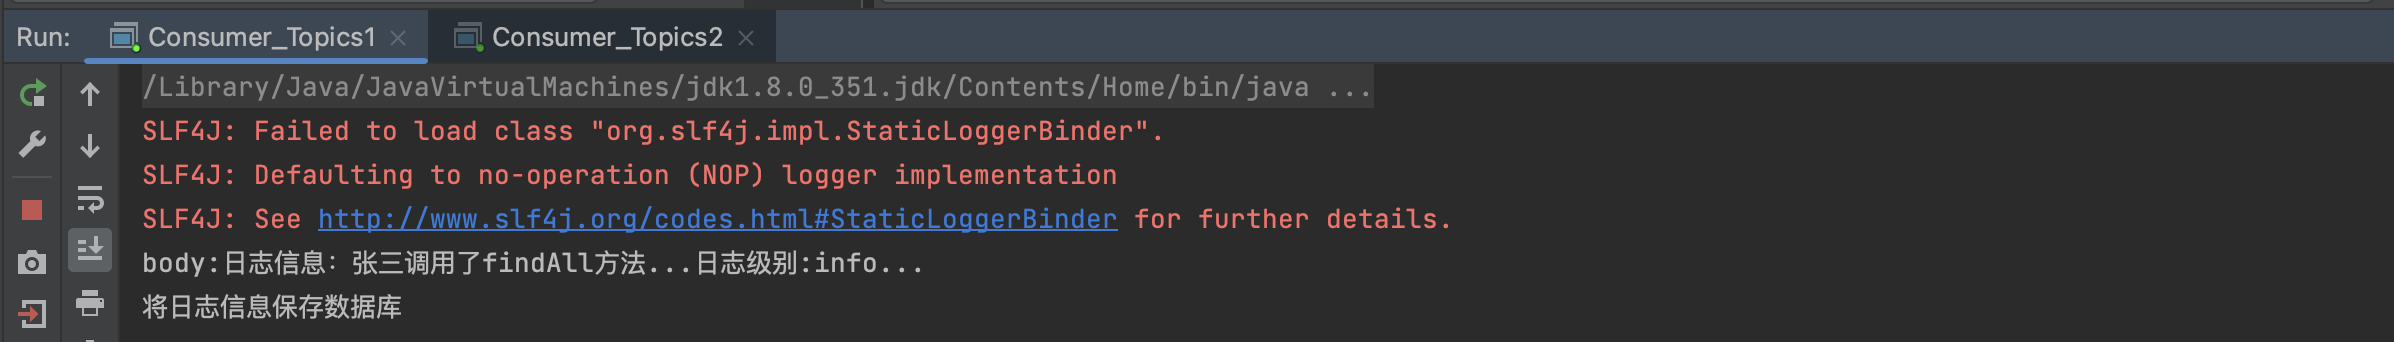 Run: Consumer_Topics1 Consumer_Topics2
/Library/Java/JavaVirtualMachines/jdk1.8.0_351.jdk/Contents/Home/bin/java ...
SLF4J: Failed to load class "org.slf4j.impl.StaticLoggerBinder".
SLF4J: Defaulting to no-operation (NOP) logger implementation
SLF4J: See http://www.slf4j.org/codes.html#StaticLoggerBinder for further details.
body:日志信息：张三调用了findAll方法...日志级别:info...
将日志信息保存数据库